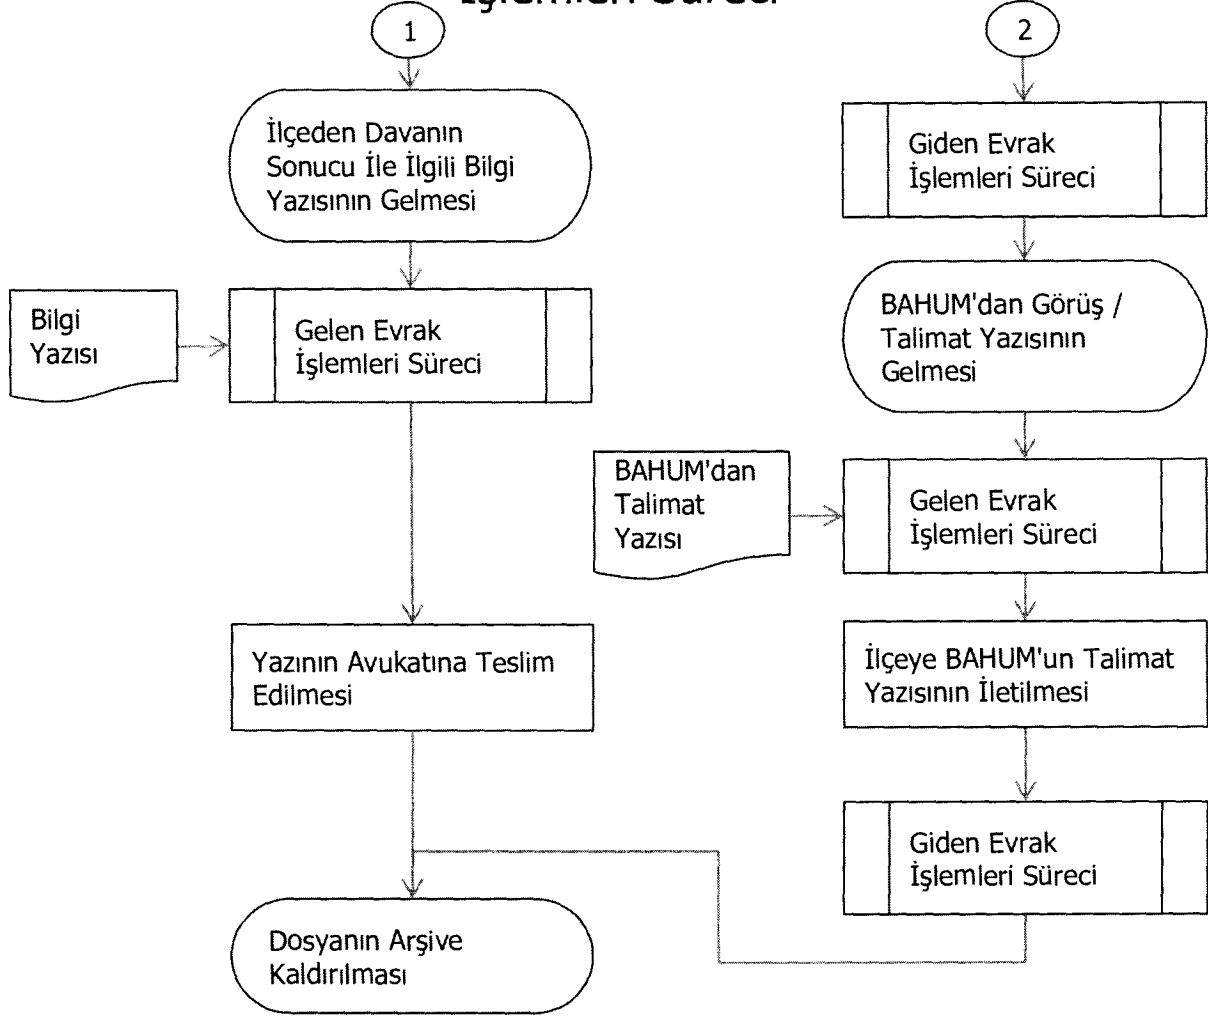 İşlemleri Süreci
1
İlçeden Davanın
Sonucu İle İlgili Bilgi
Yazısının Gelmesi
Bilgi
Yazısı
Gelen Evrak
İşlemleri Süreci
Yazının Avukatına Teslim
Edilmesi
Dosyanın Arşive
Kaldırılması
2
Giden Evrak
İşlemleri Süreci
BAHUM'dan Görüş /
Talimat Yazısının
Gelmesi
BAHUM'dan
Talimat
Yazısı
Gelen Evrak
İşlemleri Süreci
İlçeye BAHUM'un Talimat
Yazısının İletilmesi
Giden Evrak
İşlemleri Süreci